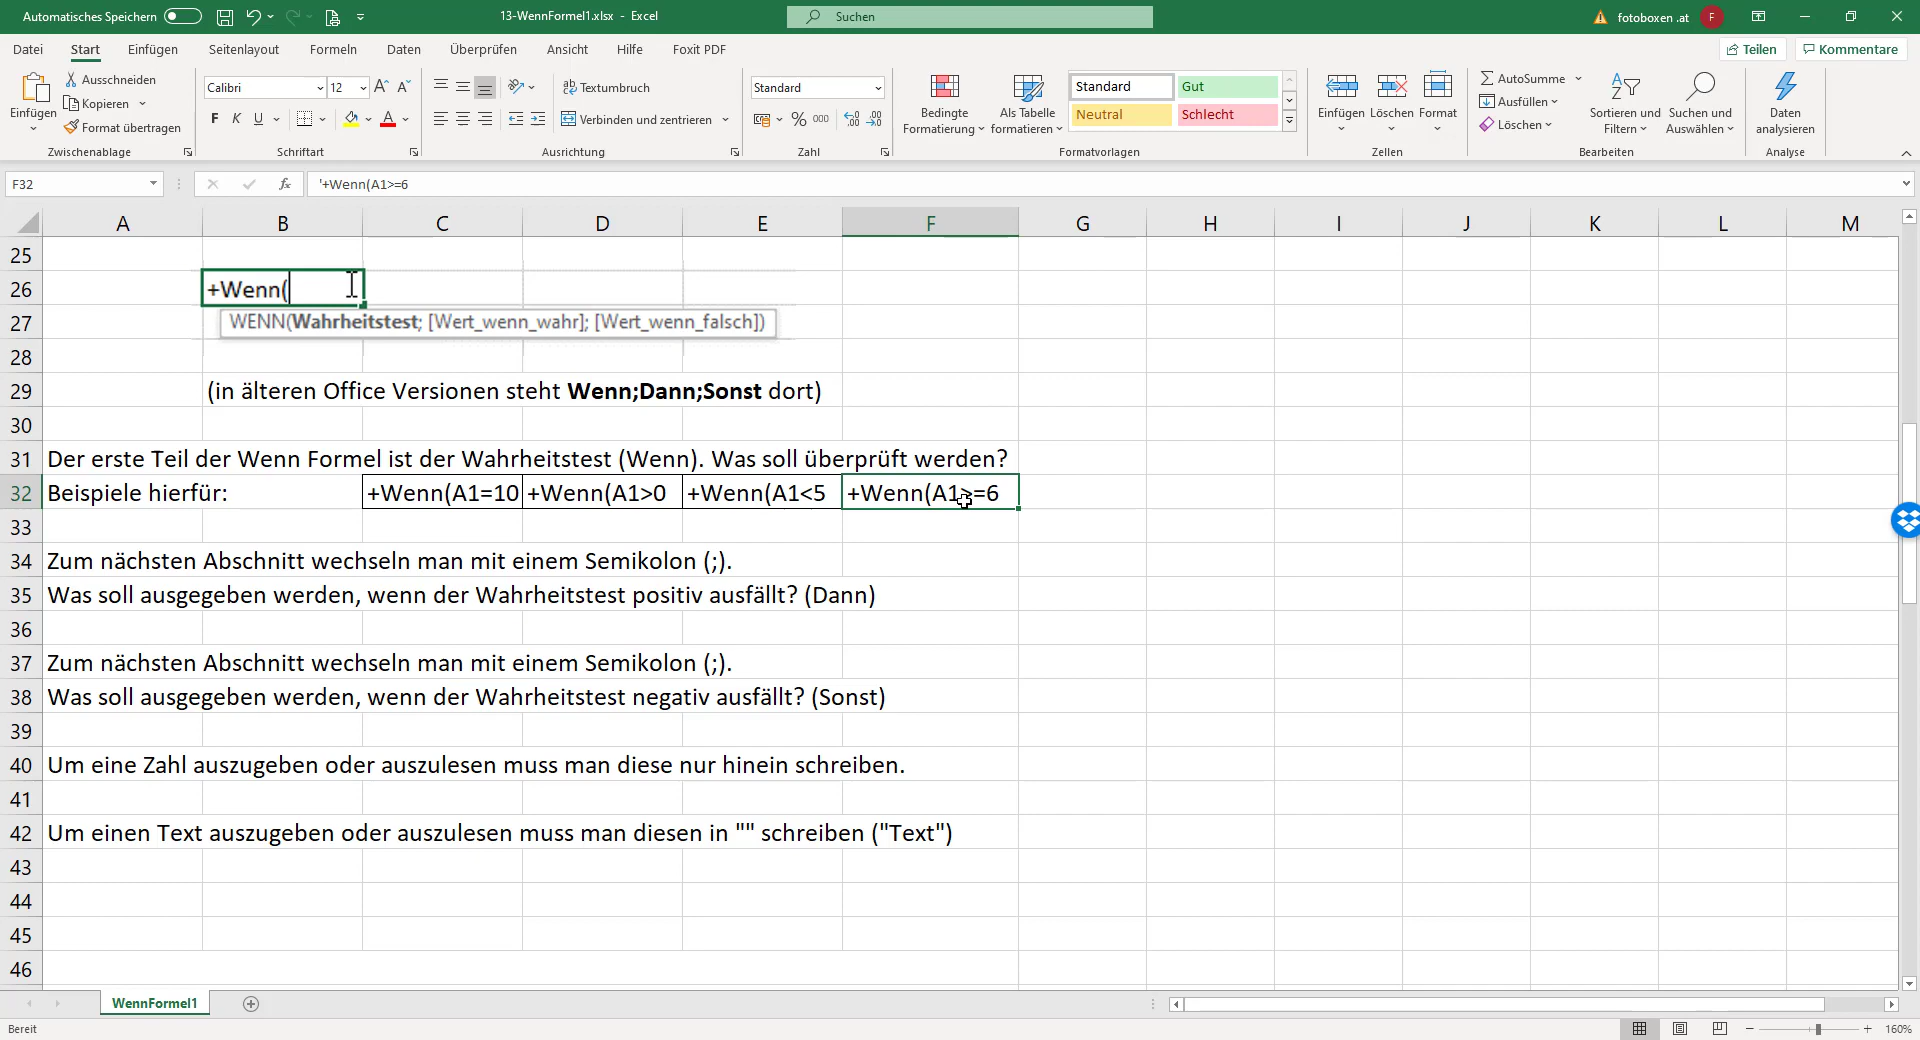 Automatisches Speichern
13-WennFormel1.xlsx - Excel
Suchen
fotoboxen .at
F
Datei
Start
Einfügen
Seitenlayout
Formeln
Daten
Überprüfen
Ansicht
Hilfe
Foxit PDF
Teilen
Kommentare
Einfügen
Ausschneiden
Kopieren
Format übertragen
Zwischenablage
Calibri
12
F K U
Schriftart
Textumbruch
Verbinden und zentrieren
Ausrichtung
Standard
% 000
Zahl
Bedingte
Formatierung
Als Tabelle
formatieren
Standard
Gut
Neutral
Schlecht
Formatvorlagen
Einfügen
Löschen
Format
Zellen
AutoSumme
Ausfüllen
Löschen
Sortieren und
Filtern
Suchen und
Auswählen
Bearbeiten
Daten
analysieren
Analyse
F32
fx
'+Wenn(A1>=6
A B C D E F G H I J K L M
25
26 +Wenn(
27 WENN(Wahrheitstest; [Wert_wenn_wahr]; [Wert_wenn_falsch])
28
29 (in älteren Office Versionen steht Wenn;Dann;Sonst dort)
30
31 Der erste Teil der Wenn Formel ist der Wahrheitstest (Wenn). Was soll überprüft werden?
32 Beispiele hierfür: +Wenn(A1=10 +Wenn(A1>0 +Wenn(A1<5 +Wenn(A1>=6
33
34 Zum nächsten Abschnitt wechseln man mit einem Semikolon (;).
35 Was soll ausgegeben werden, wenn der Wahrheitstest positiv ausfällt? (Dann)
36
37 Zum nächsten Abschnitt wechseln man mit einem Semikolon (;).
38 Was soll ausgegeben werden, wenn der Wahrheitstest negativ ausfällt? (Sonst)
39
40 Um eine Zahl auszugeben oder auszulesen muss man diese nur hinein schreiben.
41
42 Um einen Text auszugeben oder auszulesen muss man diesen in "" schreiben ("Text")
43
44
45
46
WennFormel1
Bereit
160%